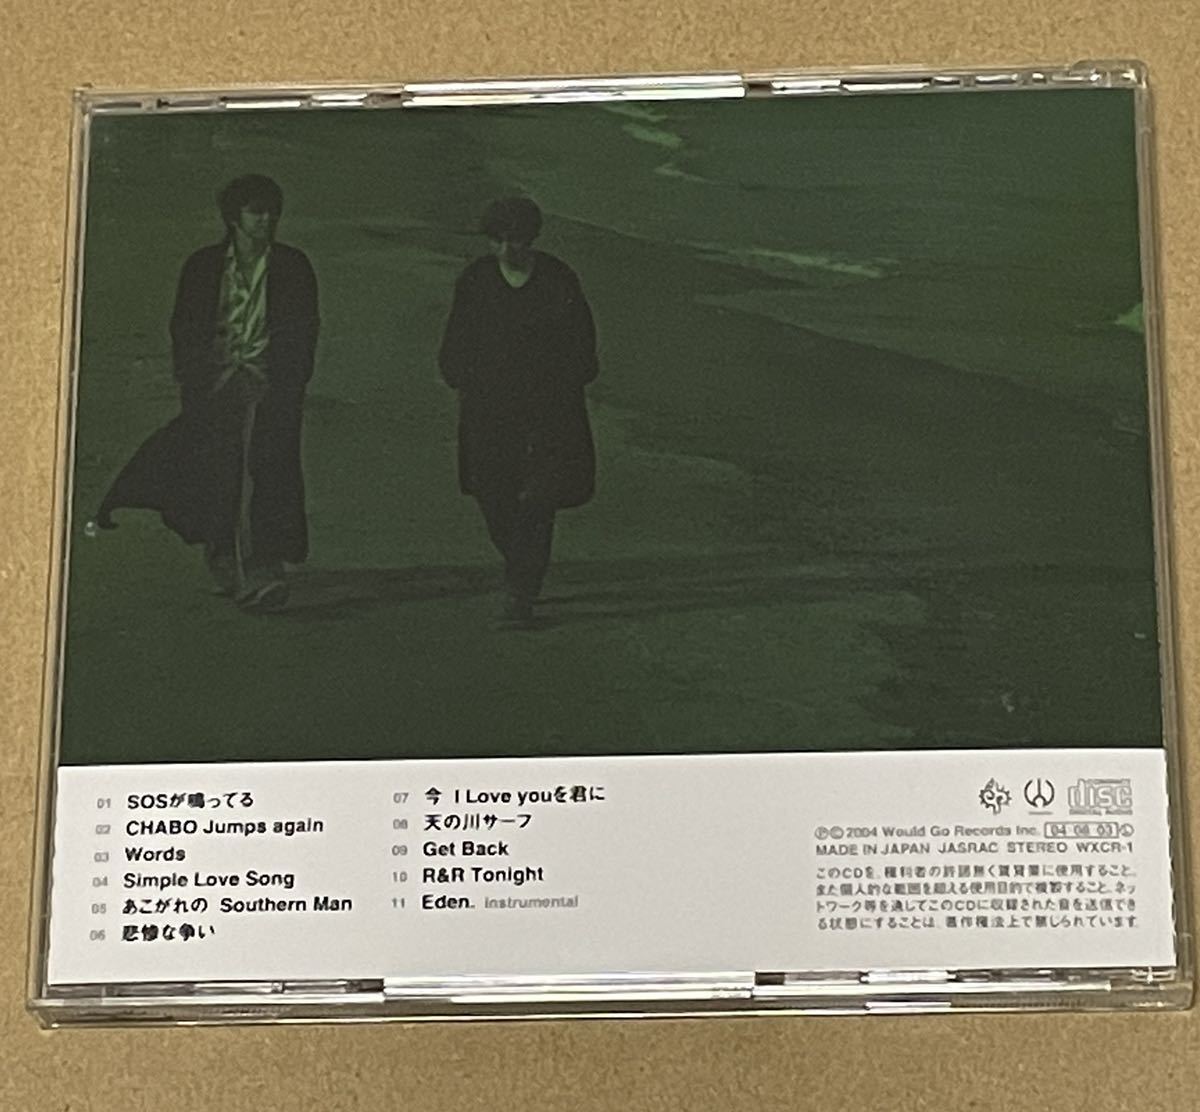 01 SOSが鳴ってる
02 CHABO Jumps again
03 Words
04 Simple Love Song
05 あこがれの Southern Man
06 悲惨な争い
07 今 I Love youを君に
08 天の川サーフ
09 Get Back
10 R&R Tonight
11 Eden. instrumental
disc
ⓅⒸ2004 Would Go Records Inc. 04·08·03 Ⓛ
MADE IN JAPAN JASRAC STEREO WXCR-1
このCDを、権利者の許諾無く賃貸業に使用すること、
また個人的な範囲を超える使用目的で複製すること、ネッ
トワーク等を通じてこのCDに収録された音を送信でき
る状態にすることは、著作権法上で禁じられています。